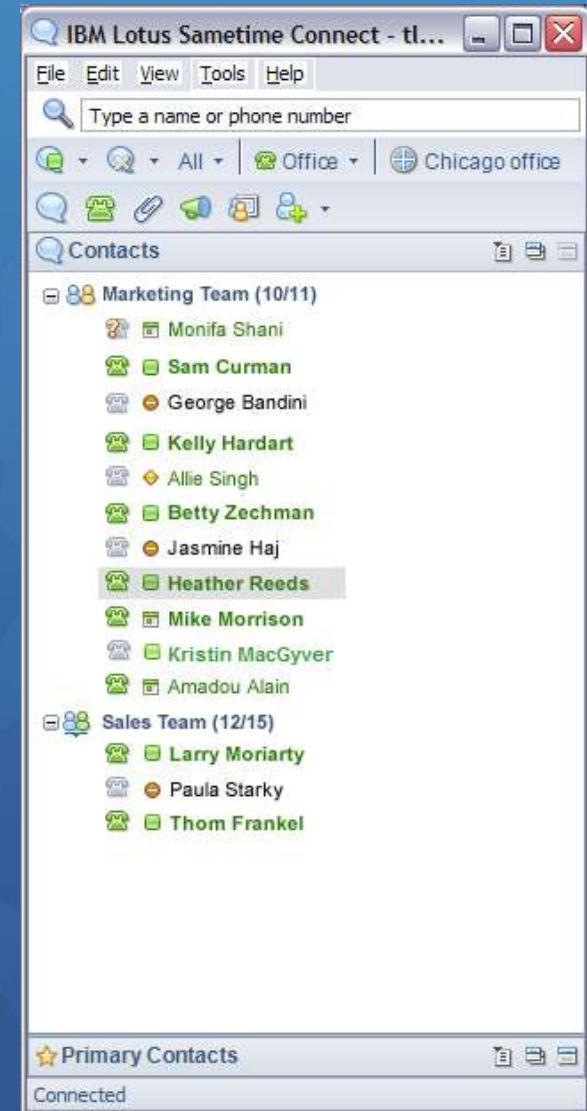 IBM Lotus Sametime Connect - tl...
File Edit View Tools Help
Type a name or phone number
All Office Chicago office
Contacts
Marketing Team (10/11)
Monifa Shani
Sam Curman
George Bandini
Kelly Hardart
Allie Singh
Betty Zechman
Jasmine Haj
Heather Reeds
Mike Morrison
Kristin MacGyver
Amadou Alain
Sales Team (12/15)
Larry Moriarty
Paula Starky
Thom Frankel
Primary Contacts
Connected